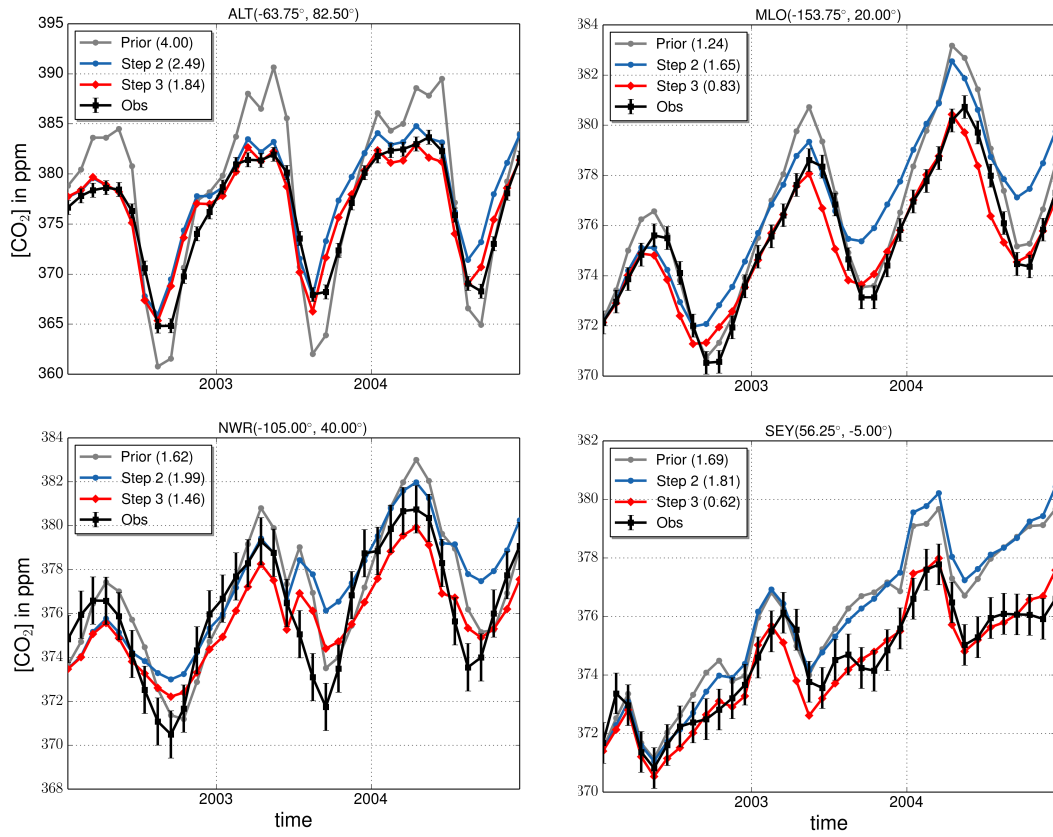 ALT(-63.75°, 82.50°)
[CO₂] in ppm
395
390
385
380
375
370
365
360
Prior (4.00)
Step 2 (2.49)
Step 3 (1.84)
Obs
2003
2004
MLO(-153.75°, 20.00°)
384
382
380
378
376
374
372
370
Prior (1.24)
Step 2 (1.65)
Step 3 (0.83)
Obs
2003
2004
NWR(-105.00°, 40.00°)
[CO₂] in ppm
384
382
380
378
376
374
372
370
368
Prior (1.62)
Step 2 (1.99)
Step 3 (1.46)
Obs
2003
2004
time
SEY(56.25°, -5.00°)
382
380
378
376
374
372
370
Prior (1.69)
Step 2 (1.81)
Step 3 (0.62)
Obs
2003
2004
time